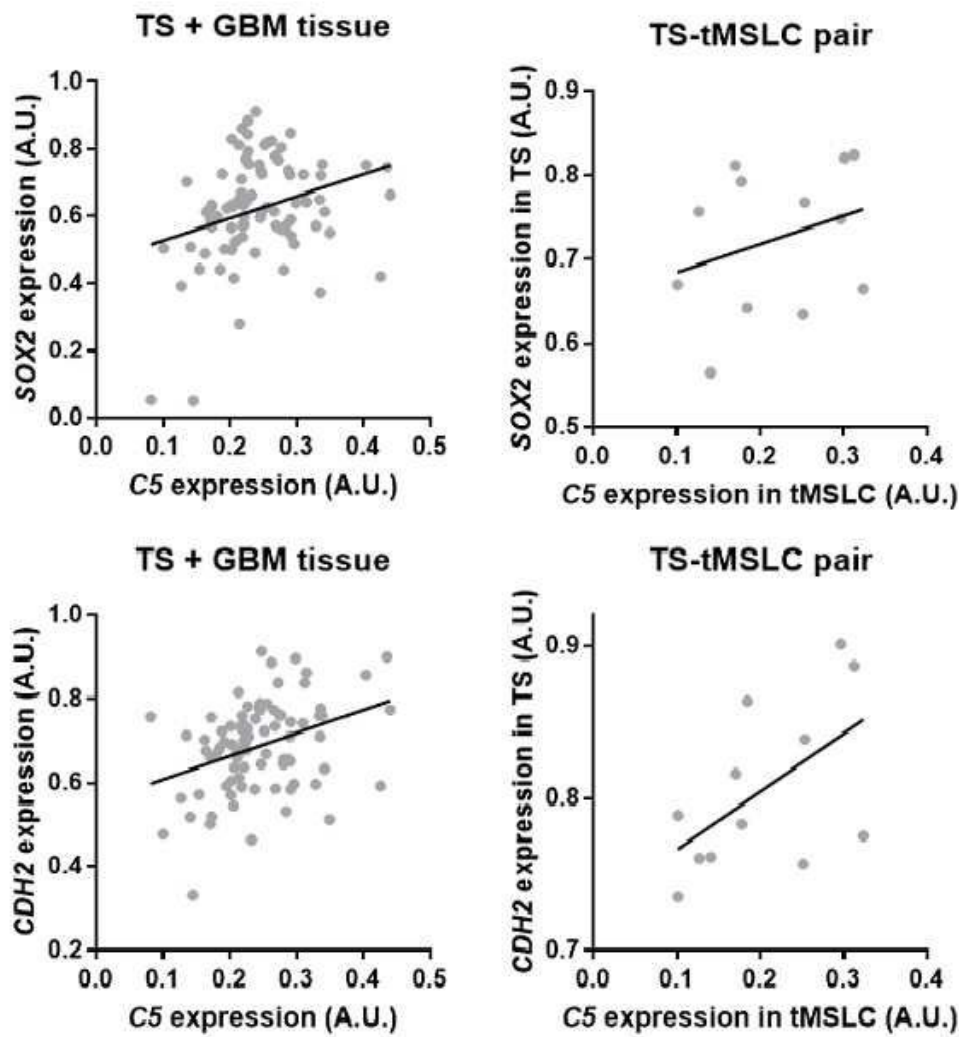 TS + GBM tissue
SOX2 expression (A.U.)
1.0
0.8
0.6
0.4
0.2
0.0
0.0 0.1 0.2 0.3 0.4 0.5
C5 expression (A.U.)
TS-tMSLC pair
SOX2 expression in TS (A.U.)
0.9
0.8
0.7
0.6
0.5
0.0 0.1 0.2 0.3 0.4
C5 expression in tMSLC (A.U.)
TS + GBM tissue
CDH2 expression (A.U.)
1.0
0.8
0.6
0.4
0.2
0.0 0.1 0.2 0.3 0.4 0.5
C5 expression (A.U.)
TS-tMSLC pair
CDH2 expression in TS (A.U.)
0.9
0.8
0.7
0.0 0.1 0.2 0.3 0.4
C5 expression in tMSLC (A.U.)